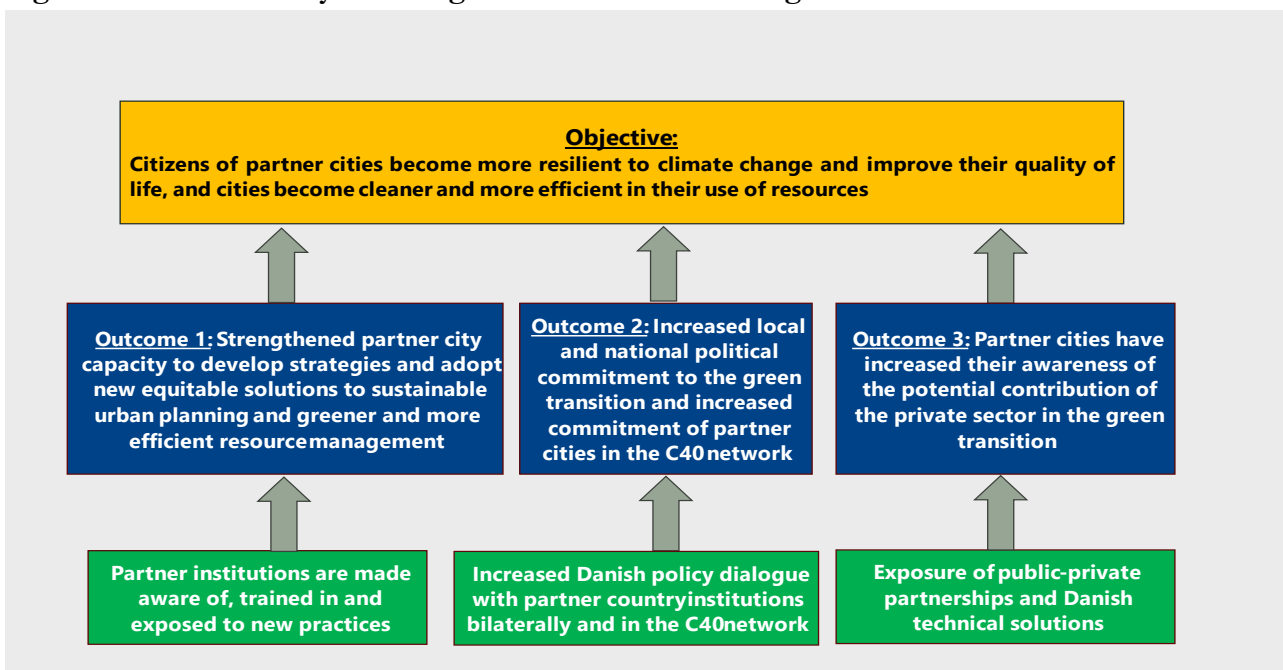 Objective:
Citizens of partner cities become more resilient to climate change and improve their quality of
life, and cities become cleaner and more efficient in their use of resources
Outcome 1: Strengthened partner city
capacity to develop strategies and adopt
new equitable solutions to sustainable
urban planning and greener and more
efficient resource management
Outcome 2: Increased local
and national political
commitment to the green
transition and increased
commitment of partner
cities in the C40 network
Outcome 3: Partner cities have
increased their awareness of
the potential contribution of
the private sector in the green
transition
Partner institutions are made
aware of, trained in and
exposed to new practices
Increased Danish policy dialogue
with partner country institutions
bilaterally and in the C40 network
Exposure of public-private
partnerships and Danish
technical solutions